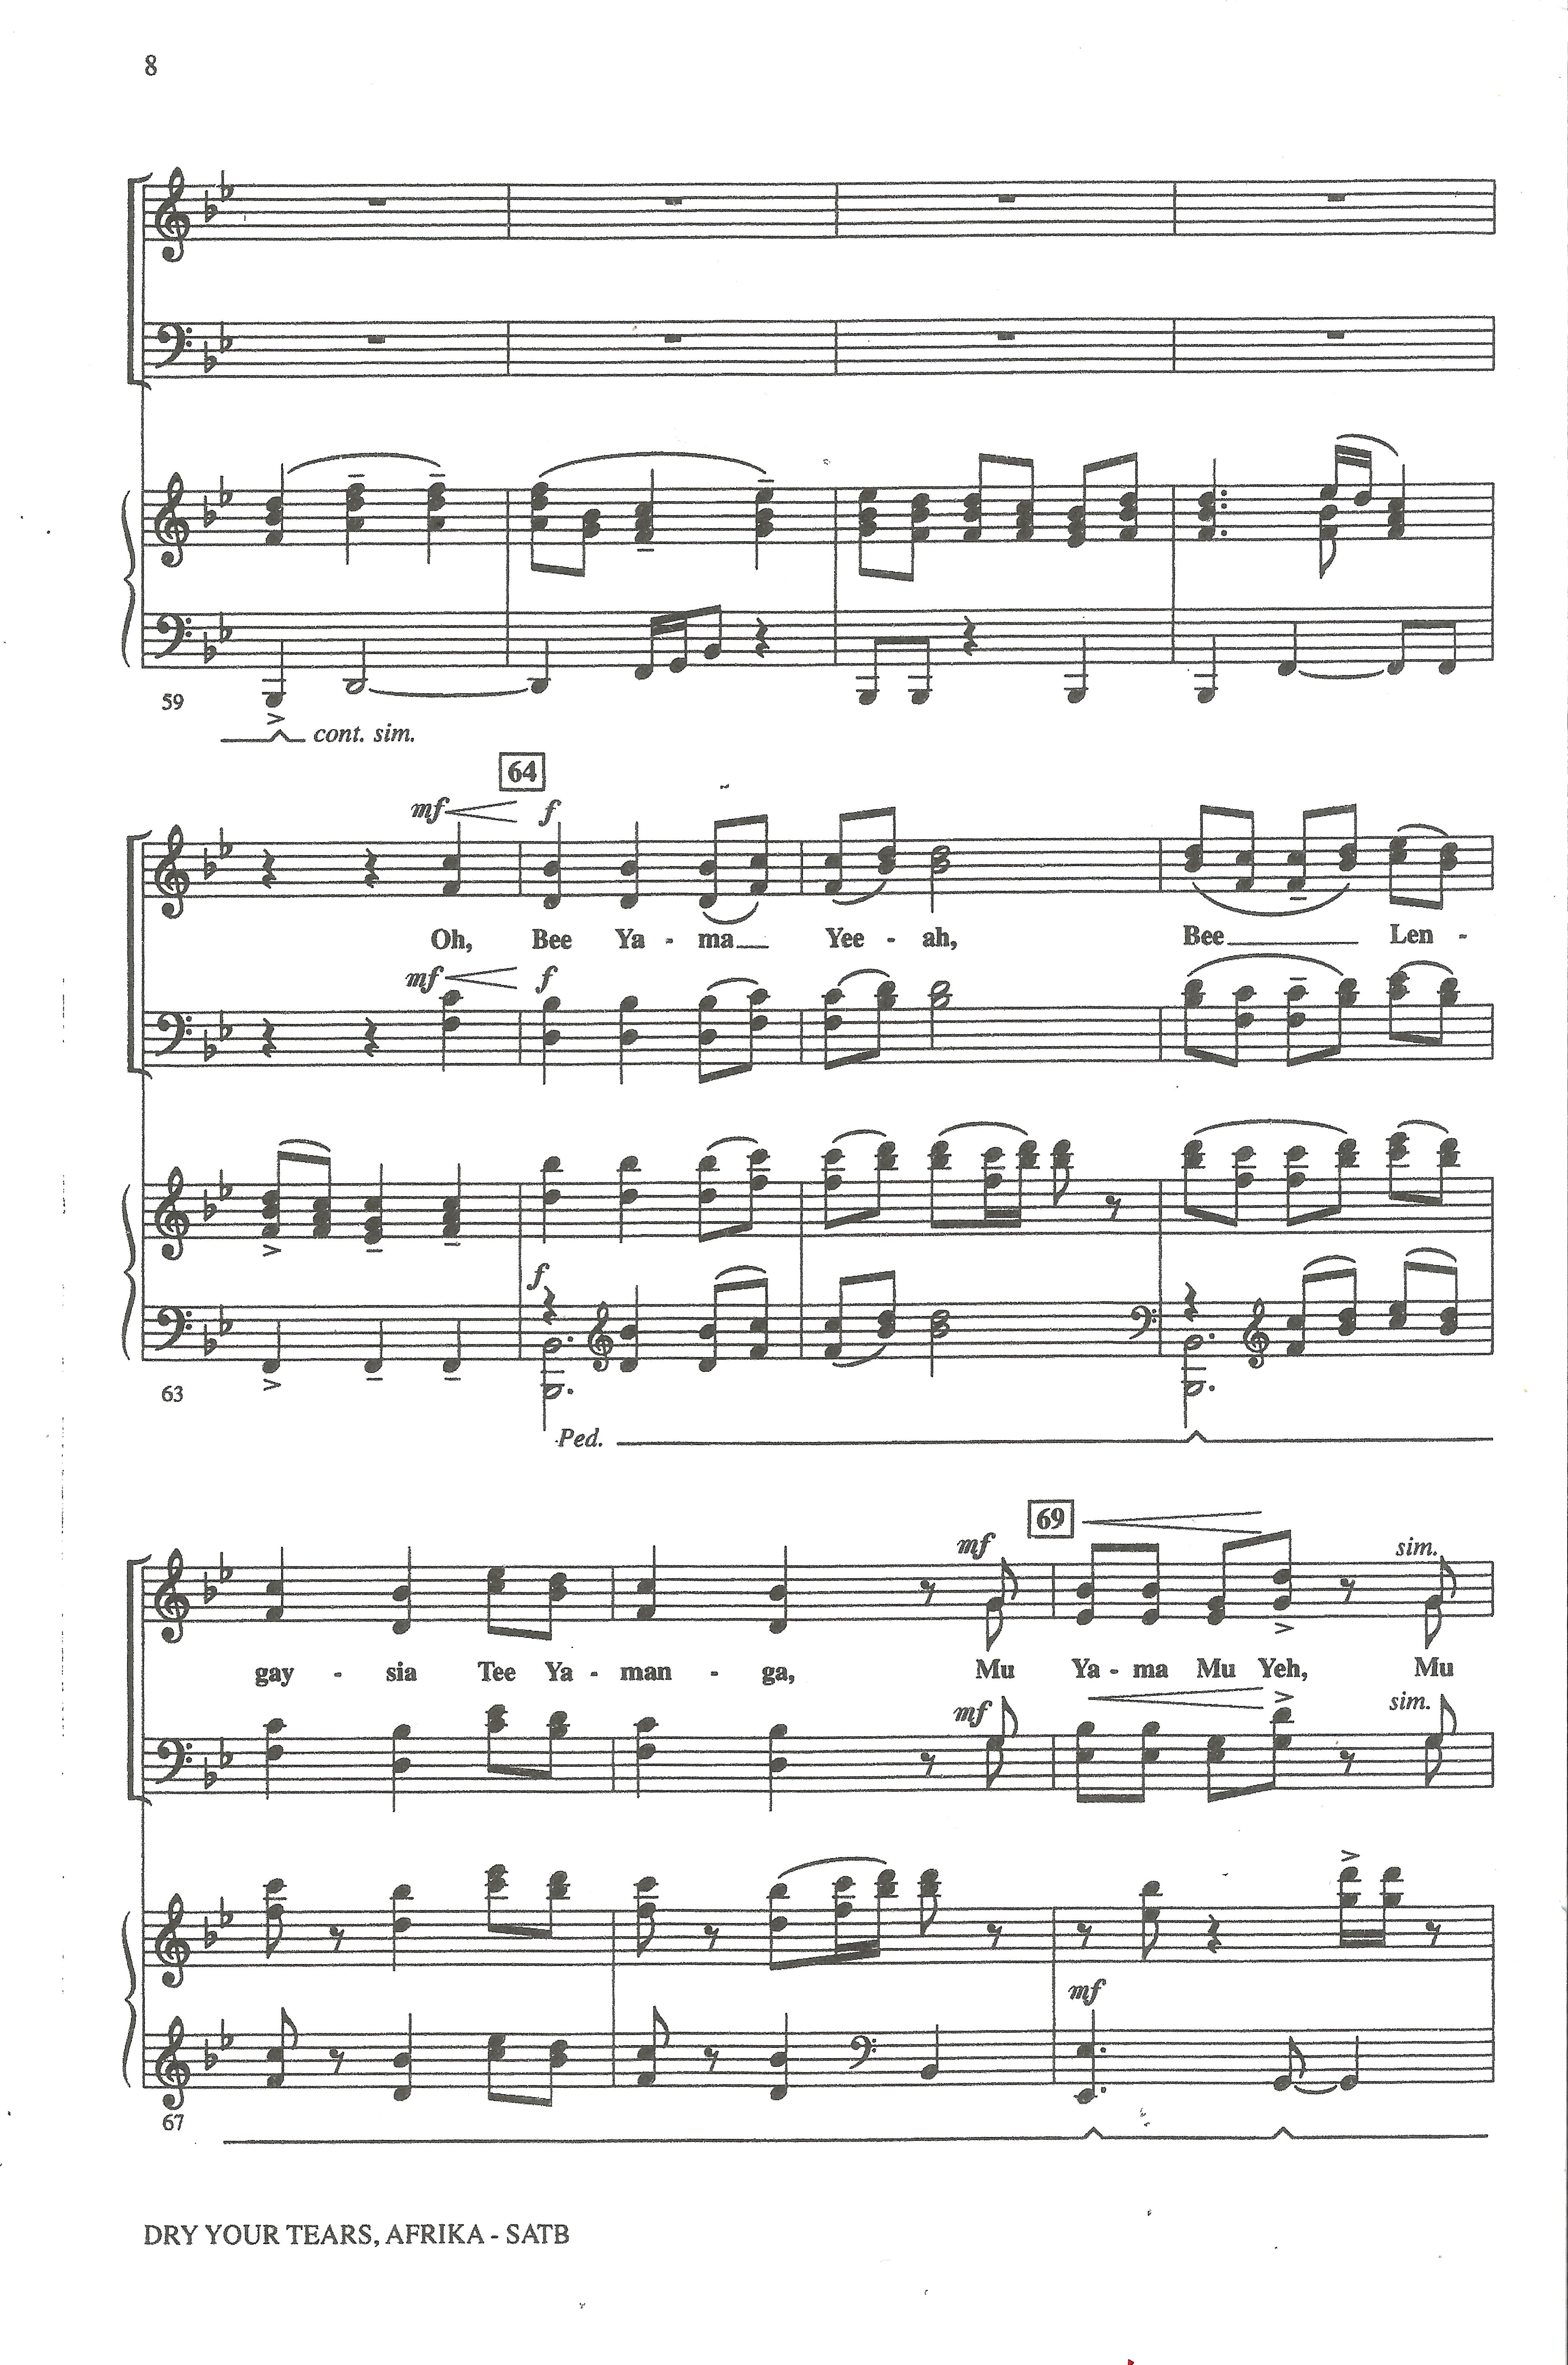 8
59
cont. sim.
64
mf f
Oh, Bee Ya - ma Yee - ah, Bee Len -
mf f
f
63
Ped.
69
mf sim.
gay - sia Tee Ya - man - ga, Mu Ya - ma Mu Yeh, Mu
mf sim.
mf
67
DRY YOUR TEARS, AFRIKA - SATB